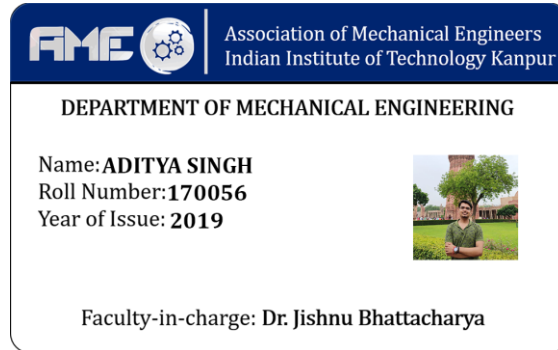 AME
Association of Mechanical Engineers
Indian Institute of Technology Kanpur
DEPARTMENT OF MECHANICAL ENGINEERING
Name:ADITYA SINGH
Roll Number:170056
Year of Issue: 2019
Faculty-in-charge: Dr. Jishnu Bhattacharya